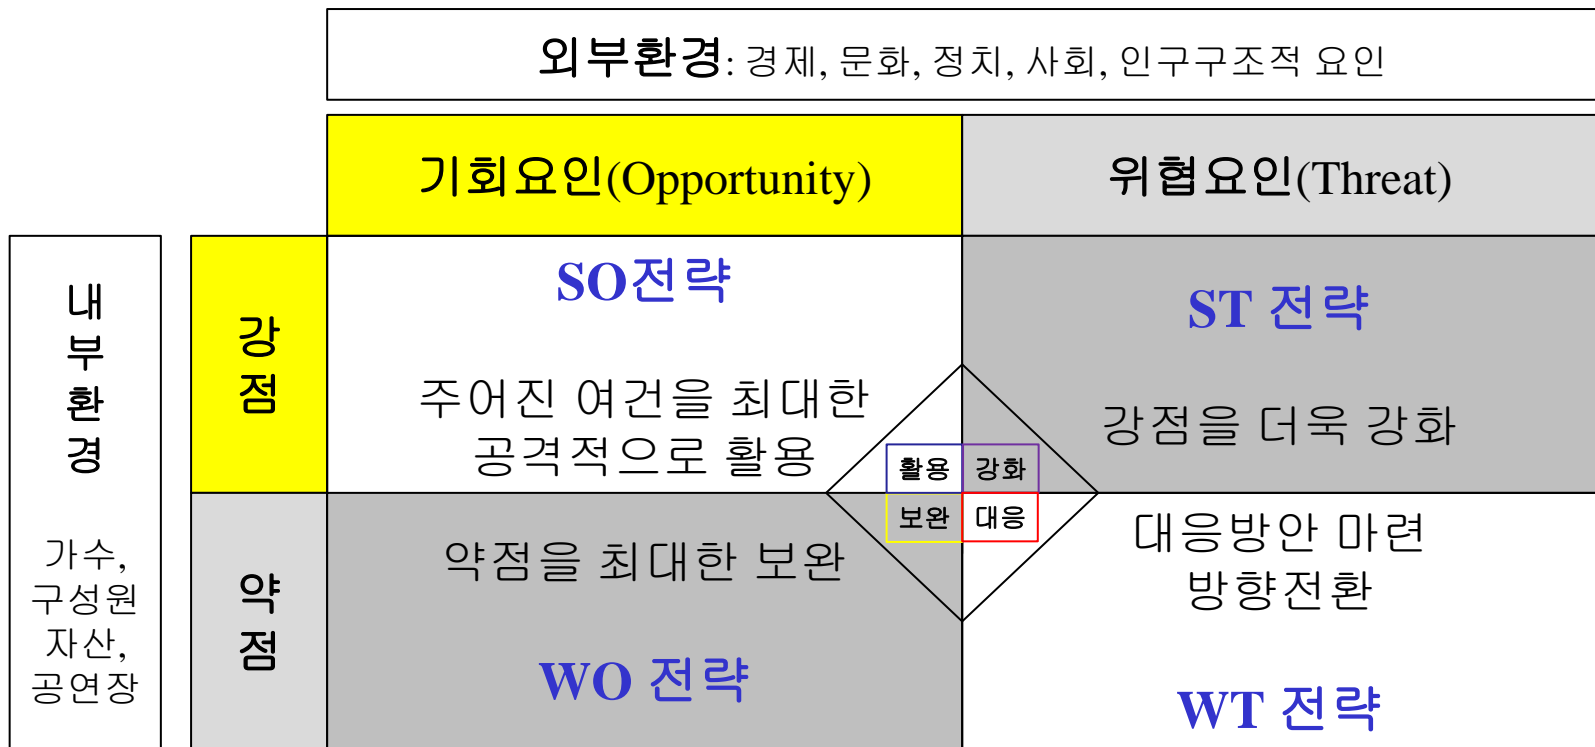 외부환경: 경제, 문화, 정치, 사회, 인구구조적 요인
기회요인(Opportunity)
위협요인(Threat)
내
부
환
경
가수,
구성원
자산,
공연장
강
점
SO전략
주어진 여건을 최대한
공격적으로 활용
ST 전략
강점을 더욱 강화
활용
강화
보완
대응
약
점
약점을 최대한 보완
WO 전략
대응방안 마련
방향전환
WT 전략